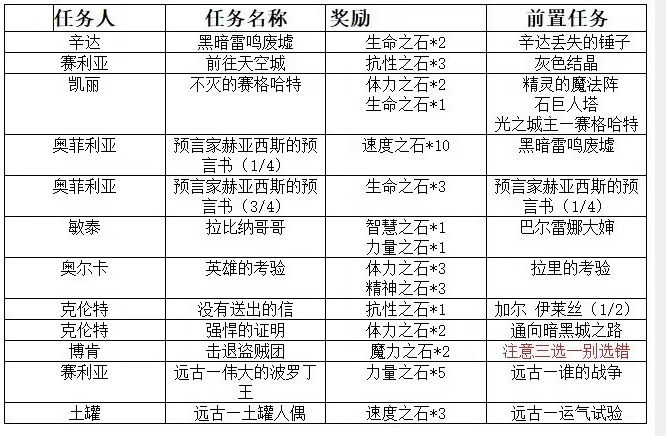 任务人 任务名称 奖励 前置任务
辛达 黑暗雷鸣废墟 生命之石*2 辛达丢失的锤子
赛利亚 前往天空城 抗性之石*3 灰色结晶
凯丽 不灭的赛格哈特 体力之石*2 精灵的魔法阵
生命之石*1 石巨人塔
光之城主一赛格哈特
奥菲利亚 预言家赫亚西斯的预 速度之石*10 黑暗雷鸣废墟
言书（1/4）
奥菲利亚 预言家赫亚西斯的预 生命之石*3 预言家赫亚西斯的预
言书（3/4） 言书（1/4）
敏泰 拉比纳哥哥 智慧之石*1 巴尔雷娜大婶
力量之石*1
奥尔卡 英雄的考验 体力之石*3 拉里的考验
精神之石*3
克伦特 没有送出的信 抗性之石*1 加尔 伊莱丝（1/2）
克伦特 强悍的证明 体力之石*2 通向暗黑城之路
博肯 击退盗贼团 魔力之石*2 注意三选一别选错
赛利亚 远古一伟大的波罗丁 力量之石*5 远古一谁的战争
王
土罐 远古一土罐人偶 速度之石*3 远古一运气试验